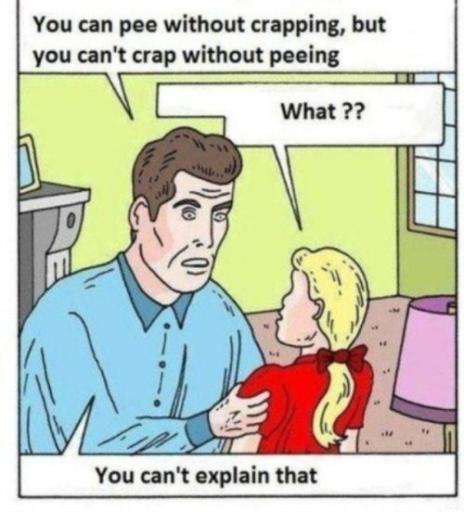 You can pee without crapping, but
you can't crap without peeing
What ??
You can't explain that